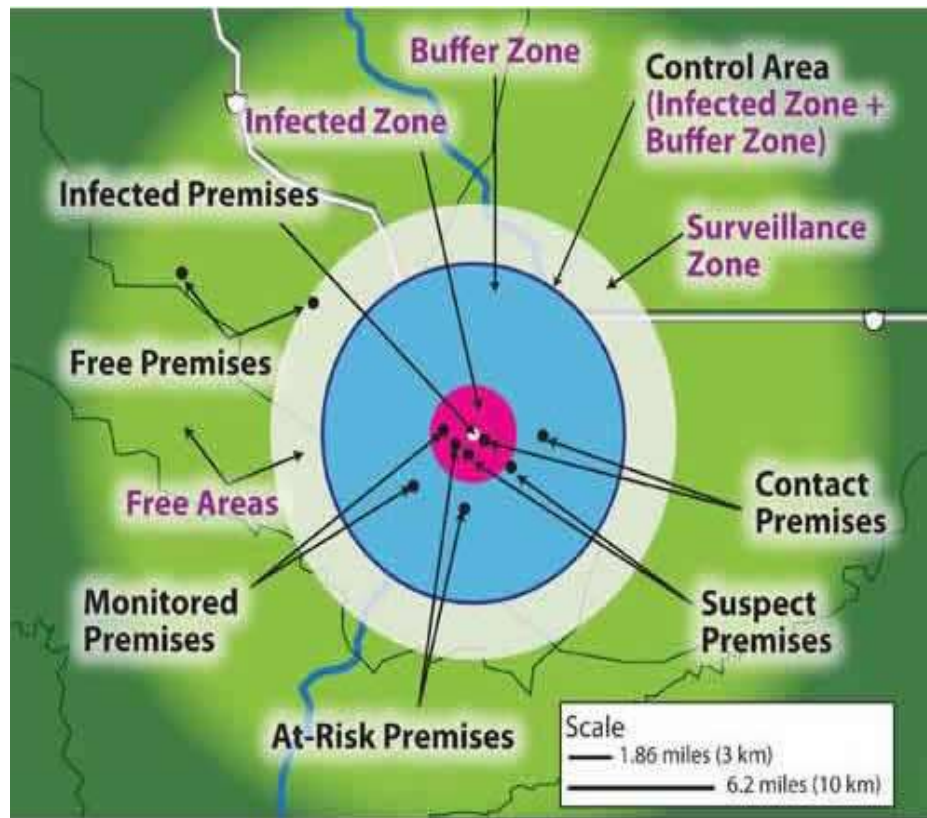 Buffer Zone
Control Area
(Infected Zone +
Buffer Zone)
Infected Zone
Infected Premises
Surveillance
Zone
Free Premises
Free Areas
Contact
Premises
Monitored
Premises
Suspect
Premises
At-Risk Premises
Scale
1.86 miles (3 km)
6.2 miles (10 km)